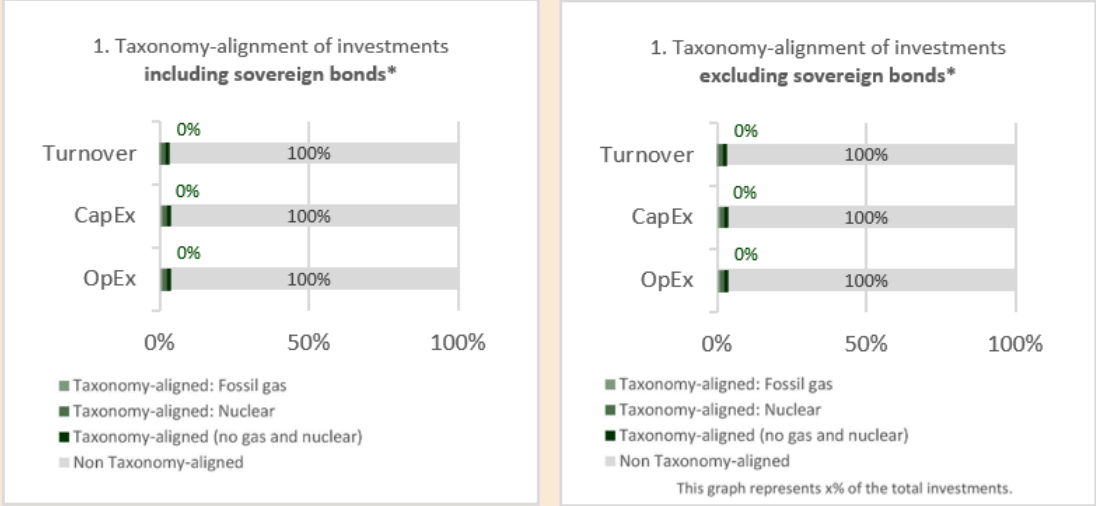 1. Taxonomy-alignment of investments
including sovereign bonds*
0%
Turnover
100%
0%
CapEx
100%
0%
OpEx
100%
0% 50% 100%
Taxonomy-aligned: Fossil gas
Taxonomy-aligned: Nuclear
Taxonomy-aligned (no gas and nuclear)
Non Taxonomy-aligned
1. Taxonomy-alignment of investments
excluding sovereign bonds*
0%
Turnover
100%
0%
CapEx
100%
0%
OpEx
100%
0% 50% 100%
Taxonomy-aligned: Fossil gas
Taxonomy-aligned: Nuclear
Taxonomy-aligned (no gas and nuclear)
Non Taxonomy-aligned
This graph represents x% of the total investments.